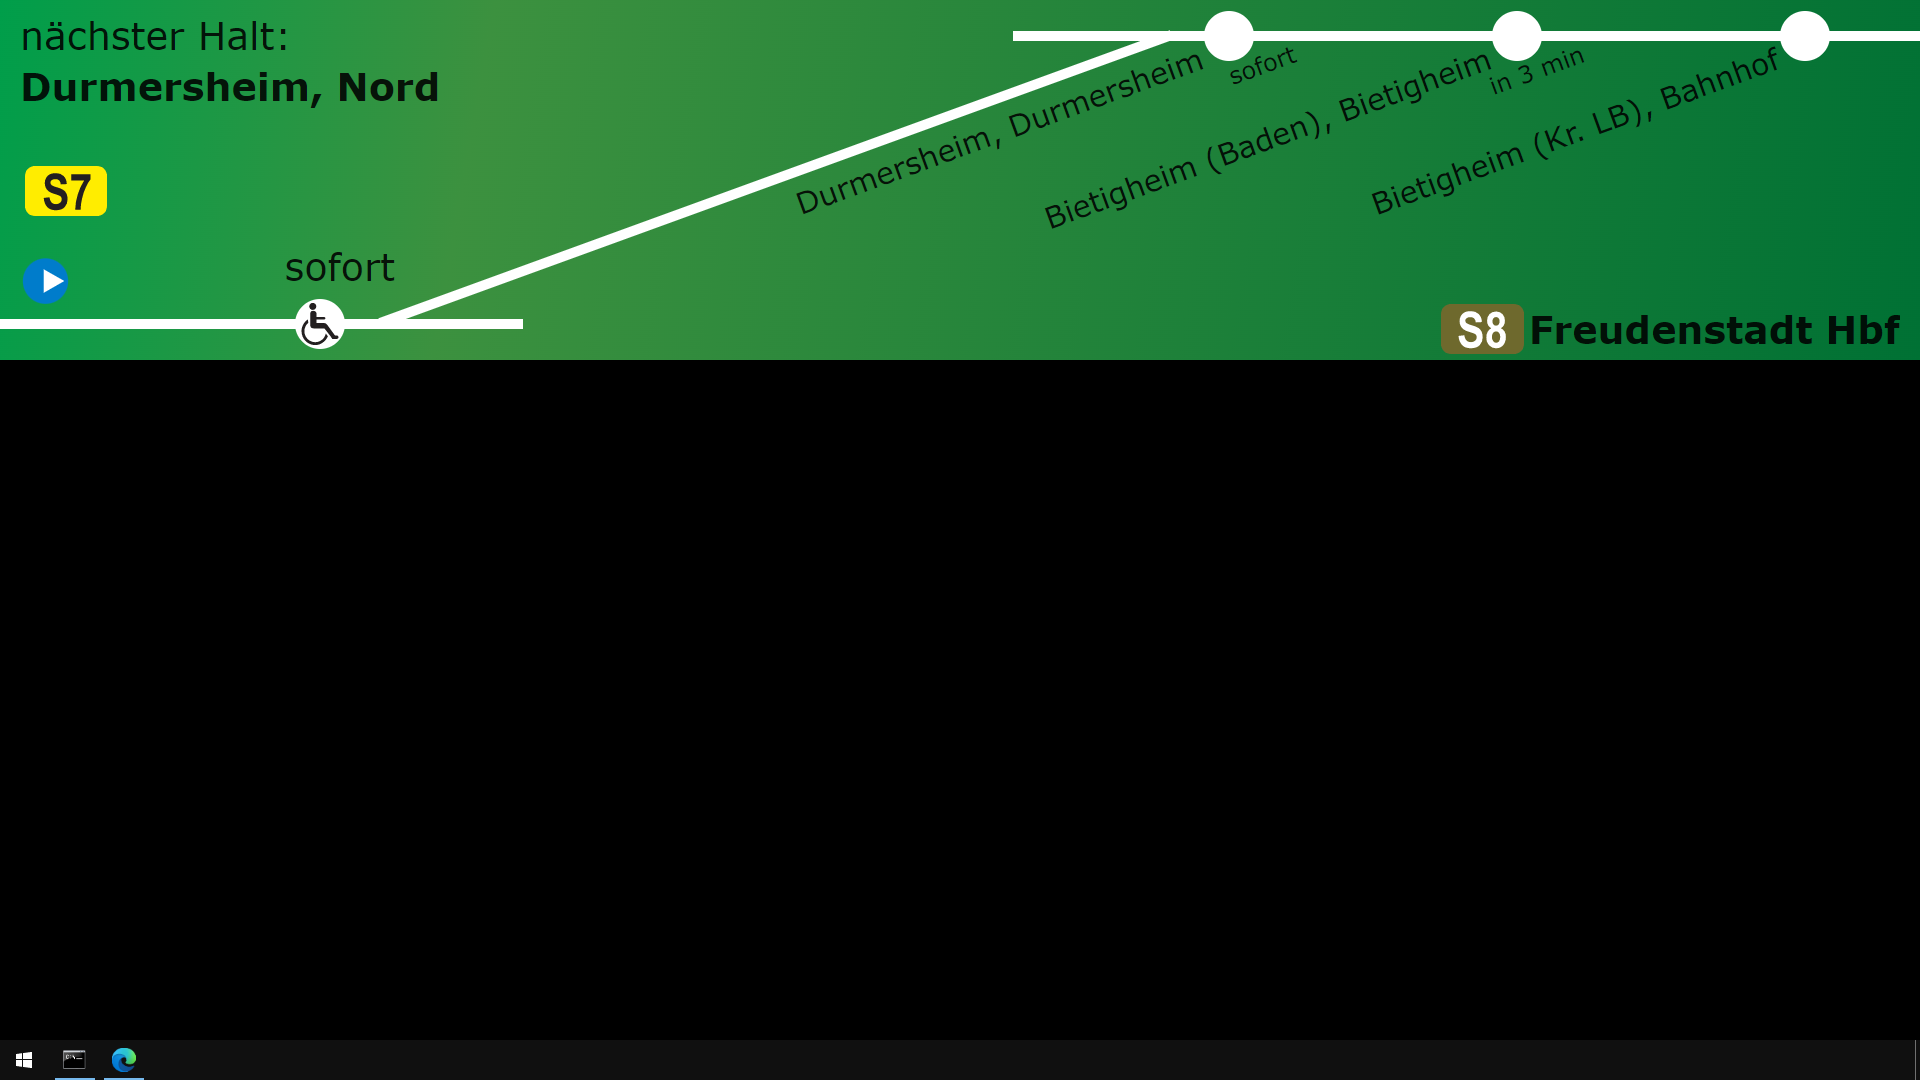 nächster Halt:
Durmersheim, Nord
S7
sofort
Durmersheim, Durmersheim
sofort
Bietigheim (Baden), Bietigheim
in 3 min
Bietigheim (Kr. LB), Bahnhof
S8 Freudenstadt Hbf